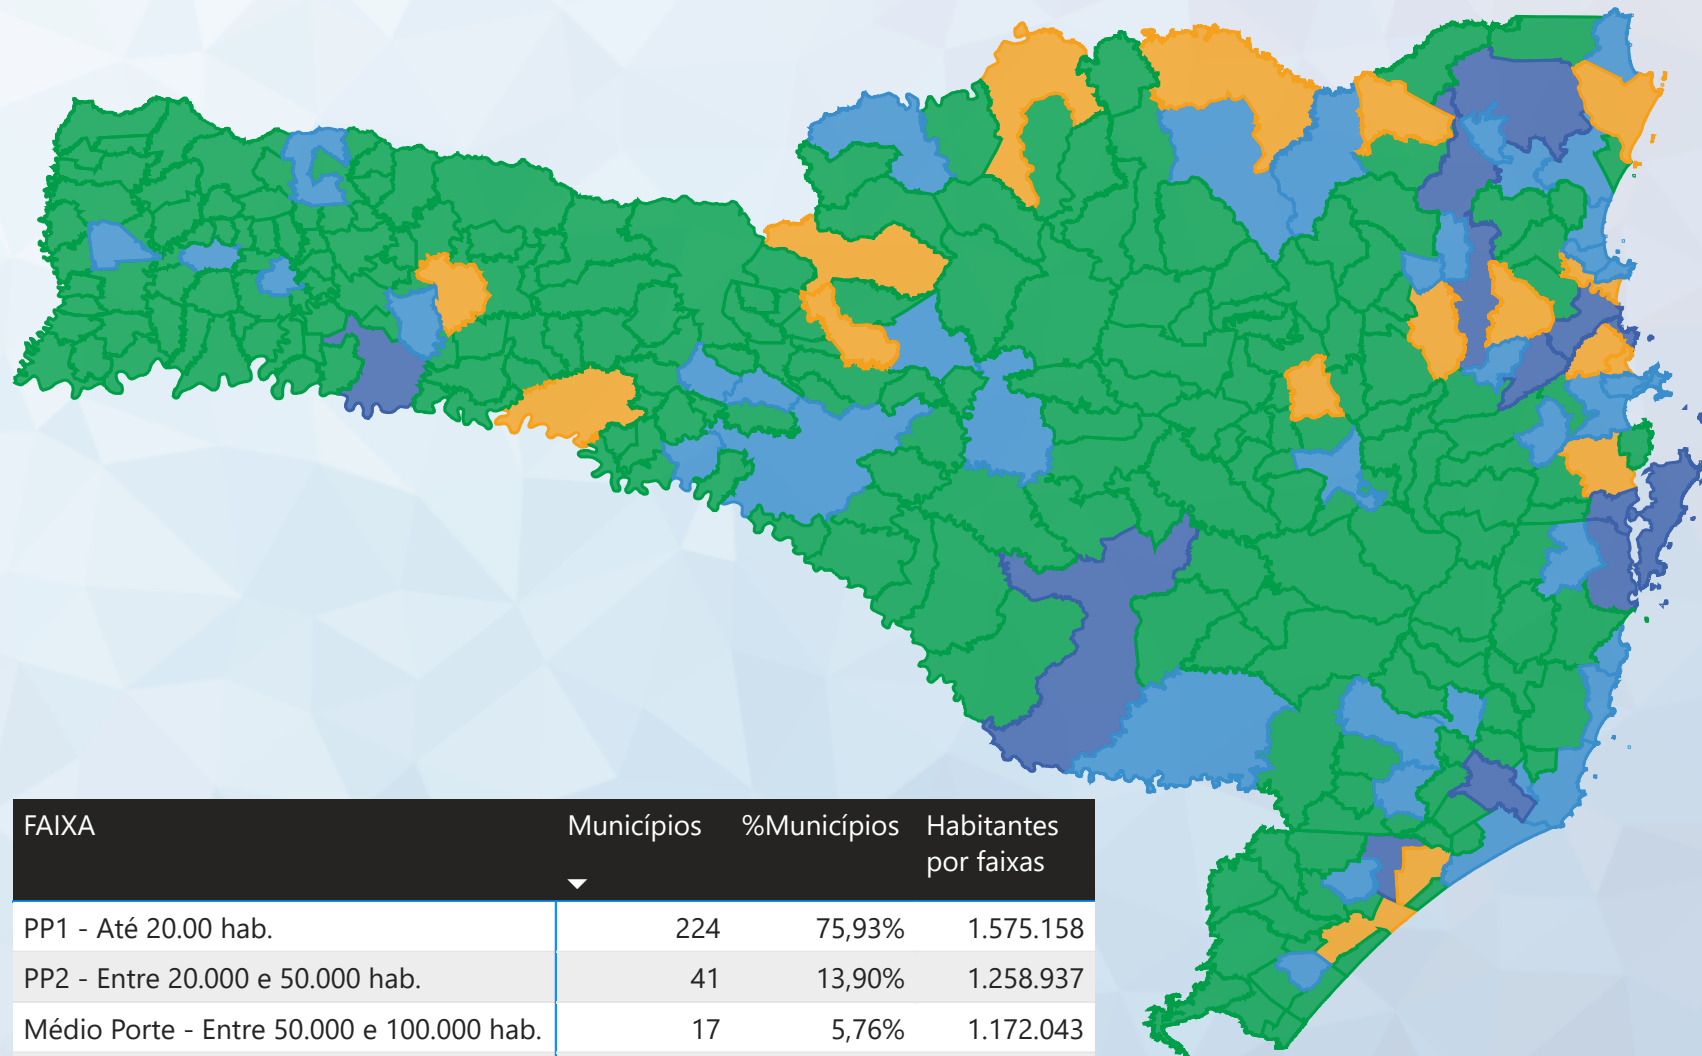 FAIXA Municípios %Municípios Habitantes
por faixas
PP1 - Até 20.00 hab. 224 75,93% 1.575.158
PP2 - Entre 20.000 e 50.000 hab. 41 13,90% 1.258.937
Médio Porte - Entre 50.000 e 100.000 hab. 17 5,76% 1.172.043